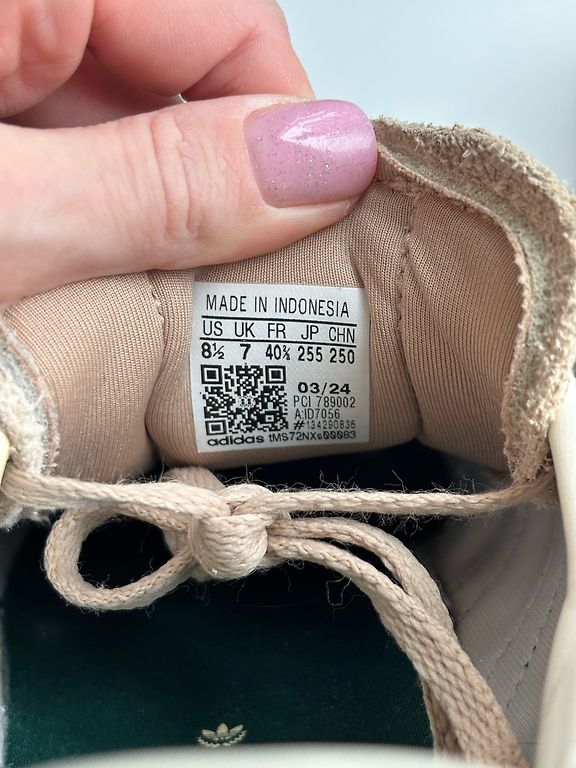 MADE IN INDONESIA
US UK FR JP CHN
8½ 7 40⅔ 255 250
03/24
PCI 789002
A:ID7056
#134290836
adidas tMS72NXs00083